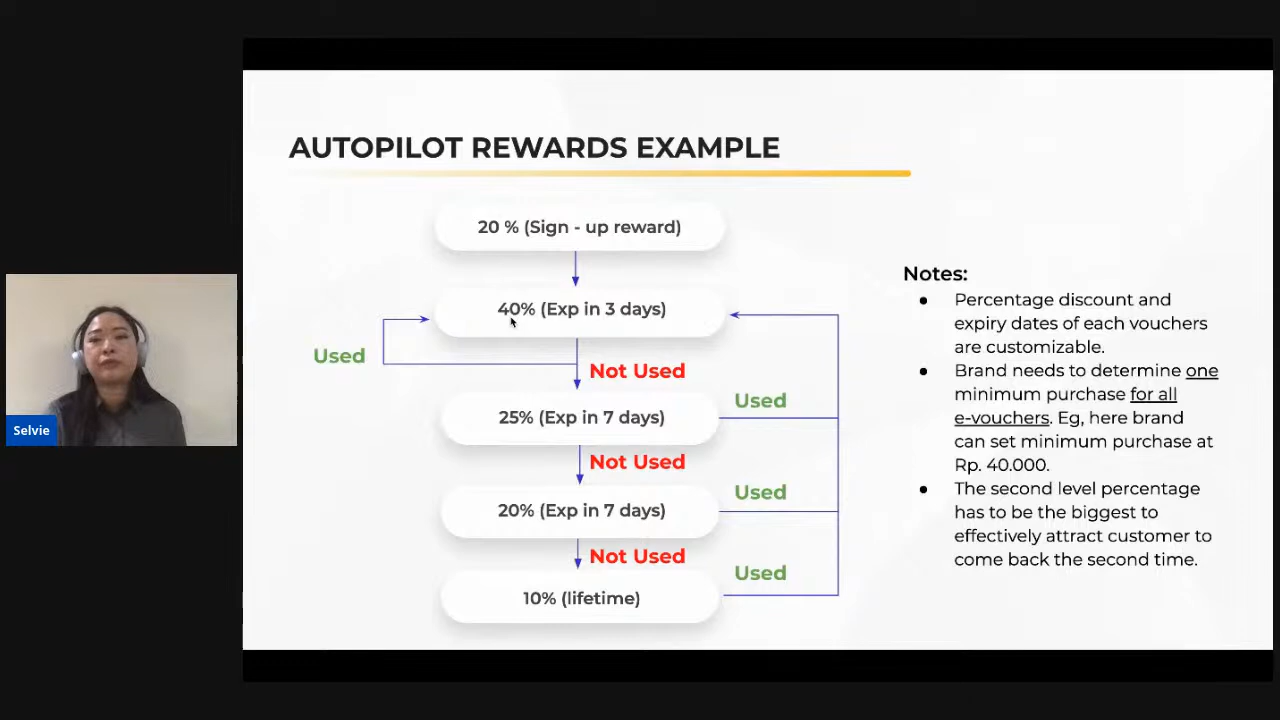 AUTOPILOT REWARDS EXAMPLE
20 % (Sign - up reward)
40% (Exp in 3 days)
Used
Not Used
25% (Exp in 7 days)
Used
Not Used
20% (Exp in 7 days)
Used
Not Used
10% (lifetime)
Used
Notes:
● Percentage discount and
expiry dates of each vouchers
are customizable.
● Brand needs to determine one
minimum purchase for all
e-vouchers. Eg, here brand
can set minimum purchase at
Rp. 40.000.
● The second level percentage
has to be the biggest to
effectively attract customer to
come back the second time.
Selvie